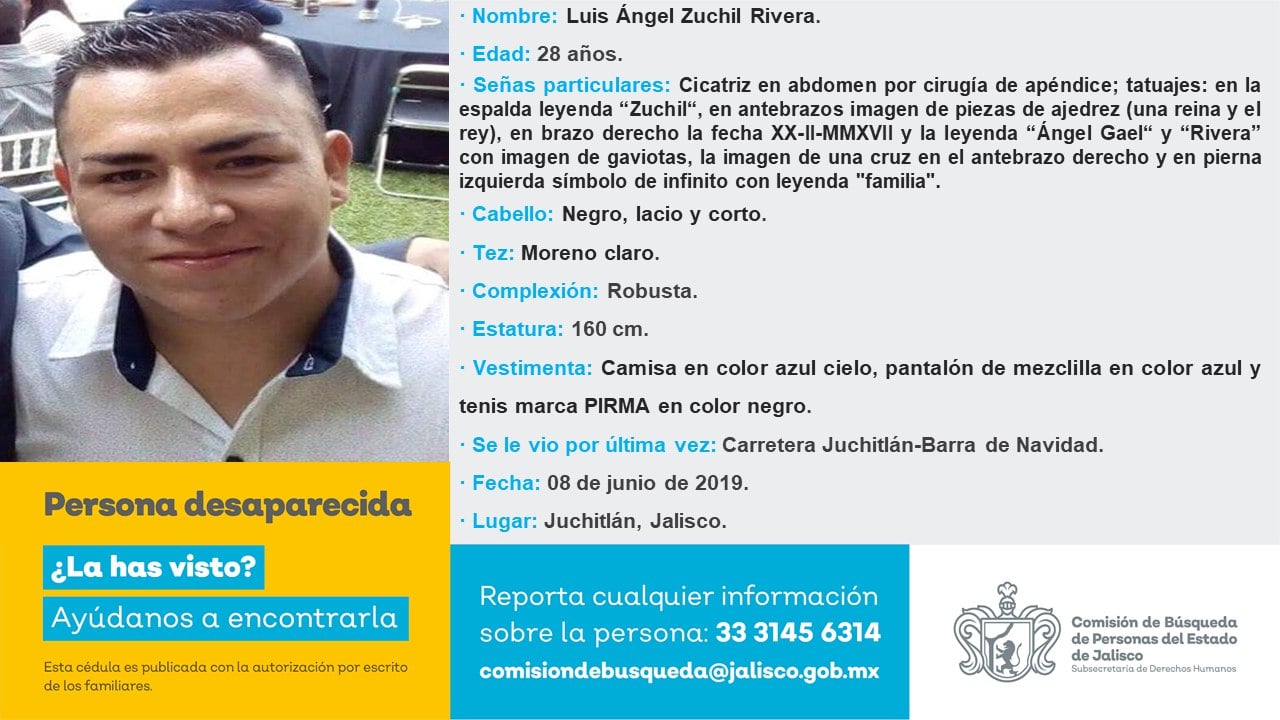 · Nombre: Luis Ángel Zuchil Rivera.
· Edad: 28 años.
· Señas particulares: Cicatriz en abdomen por cirugía de apéndice; tatuajes: en la
espalda leyenda “Zuchil“, en antebrazos imagen de piezas de ajedrez (una reina y el
rey), en brazo derecho la fecha XX-II-MMXVII y la leyenda “Ángel Gael“ y “Rivera”
con imagen de gaviotas, la imagen de una cruz en el antebrazo derecho y en pierna
izquierda símbolo de infinito con leyenda "familia".
· Cabello: Negro, lacio y corto.
· Tez: Moreno claro.
· Complexión: Robusta.
· Estatura: 160 cm.
· Vestimenta: Camisa en color azul cielo, pantalón de mezclilla en color azul y
tenis marca PIRMA en color negro.
· Se le vio por última vez: Carretera Juchitlán-Barra de Navidad.
· Fecha: 08 de junio de 2019.
· Lugar: Juchitlán, Jalisco.
Persona desaparecida
¿La has visto?
Ayúdanos a encontrarla
Esta cédula es publicada con la autorización por escrito
de los familiares.
Reporta cualquier información
sobre la persona: 33 3145 6314
comisiondebusqueda@jalisco.gob.mx
Comisión de Búsqueda
de Personas del Estado
de Jalisco
Subsecretaría de Derechos Humanos